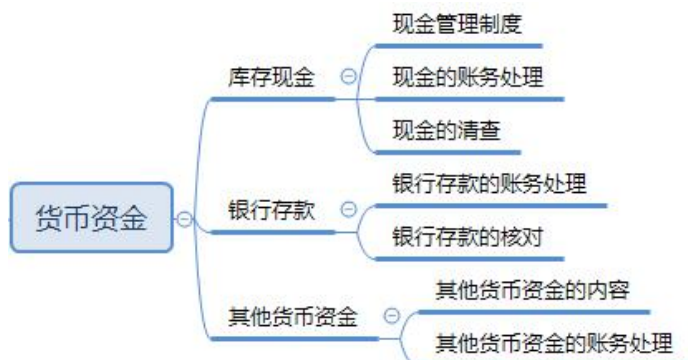 货币资金
库存现金
现金管理制度
现金的账务处理
现金的清查
银行存款
银行存款的账务处理
银行存款的核对
其他货币资金
其他货币资金的内容
其他货币资金的账务处理